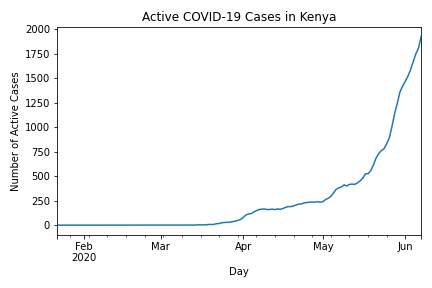 Active COVID-19 Cases in Kenya
2000
1750
1500
1250
1000
750
500
250
0
Number of Active Cases
Feb Mar Apr May Jun
2020
Day